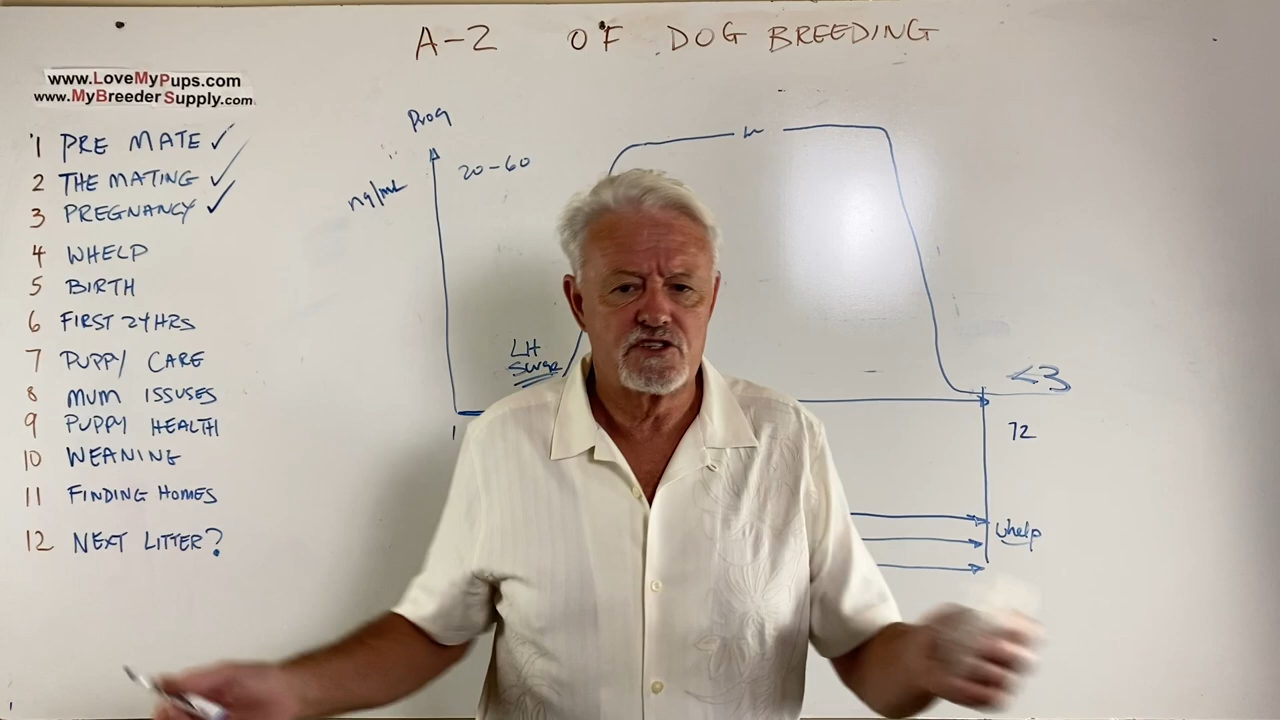 A-Z OF DOG BREEDING
www.LoveMyPups.com
www.MyBreederSupply.com
1 PRE MATE ✓
2 THE MATING ✓
3 PREGNANCY ✓
4 WHELP
5 BIRTH
6 FIRST 24HRS
7 PUPPY CARE
8 MUM ISSUSES
9 PUPPY HEALTH
10 WEANING
11 FINDING HOMES
12 NEXT LITTER?
Prog
ng/mL
20-60
LH
surge
<3
1
72
whelp